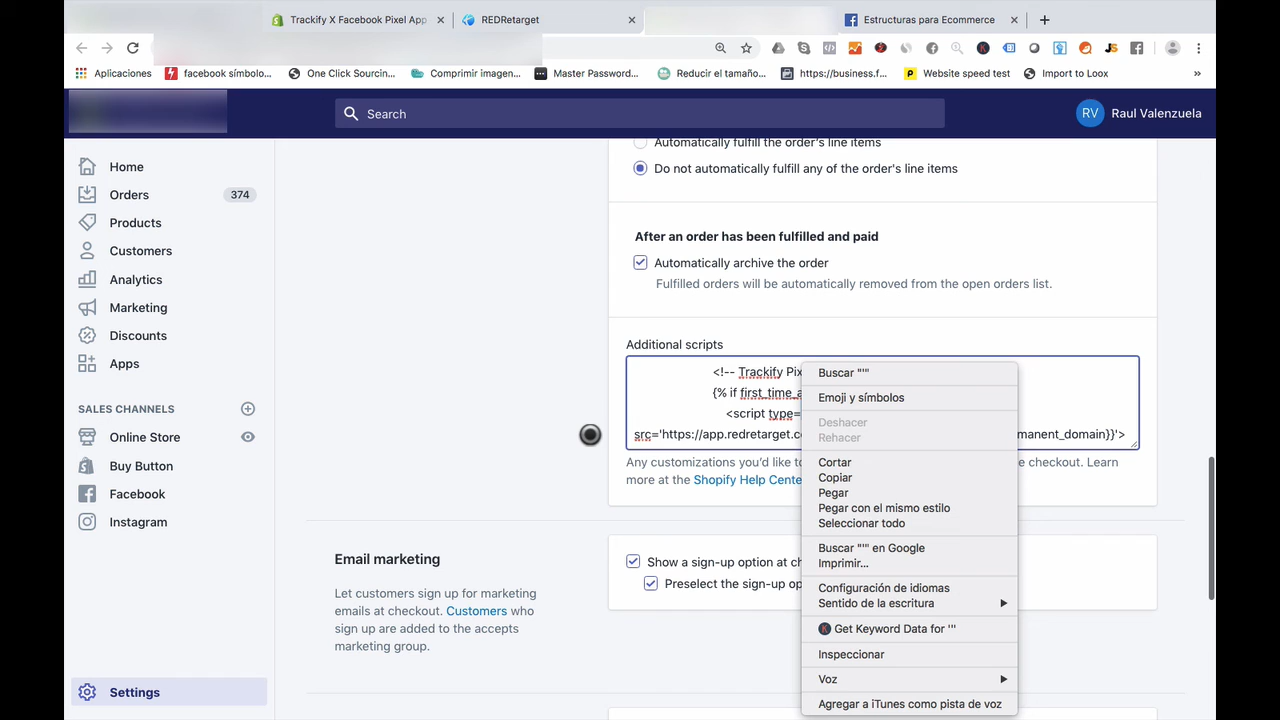 Trackify X Facebook Pixel App
REDRetarget
Estructuras para Ecommerce
Aplicaciones
facebook símbolo...
One Click Sourcin...
Comprimir imagen...
Master Password...
Reducir el tamaño...
https://business.f...
Website speed test
Import to Loox
»
Search
RV
Raul Valenzuela
Home
Orders
374
Products
Customers
Analytics
Marketing
Discounts
Apps
SALES CHANNELS
Online Store
Buy Button
Facebook
Instagram
Settings
Automatically fulfill the order's line items
Do not automatically fulfill any of the order's line items
After an order has been fulfilled and paid
Automatically archive the order
Fulfilled orders will be automatically removed from the open orders list.
Additional scripts
<!-- Trackify Pix
{% if first_time_a
<script type=
src='https://app.redretarget.co manent_domain}}'>
Any customizations you'd like to e checkout. Learn
more at the Shopify Help Cente
Email marketing
Let customers sign up for marketing
emails at checkout. Customers who
sign up are added to the accepts
marketing group.
Show a sign-up option at ch
Preselect the sign-up op
Buscar "'"
Emoji y símbolos
Deshacer
Rehacer
Cortar
Copiar
Pegar
Pegar con el mismo estilo
Seleccionar todo
Buscar "'" en Google
Imprimir...
Configuración de idiomas
Sentido de la escritura
Get Keyword Data for "'"
Inspeccionar
Voz
Agregar a iTunes como pista de voz